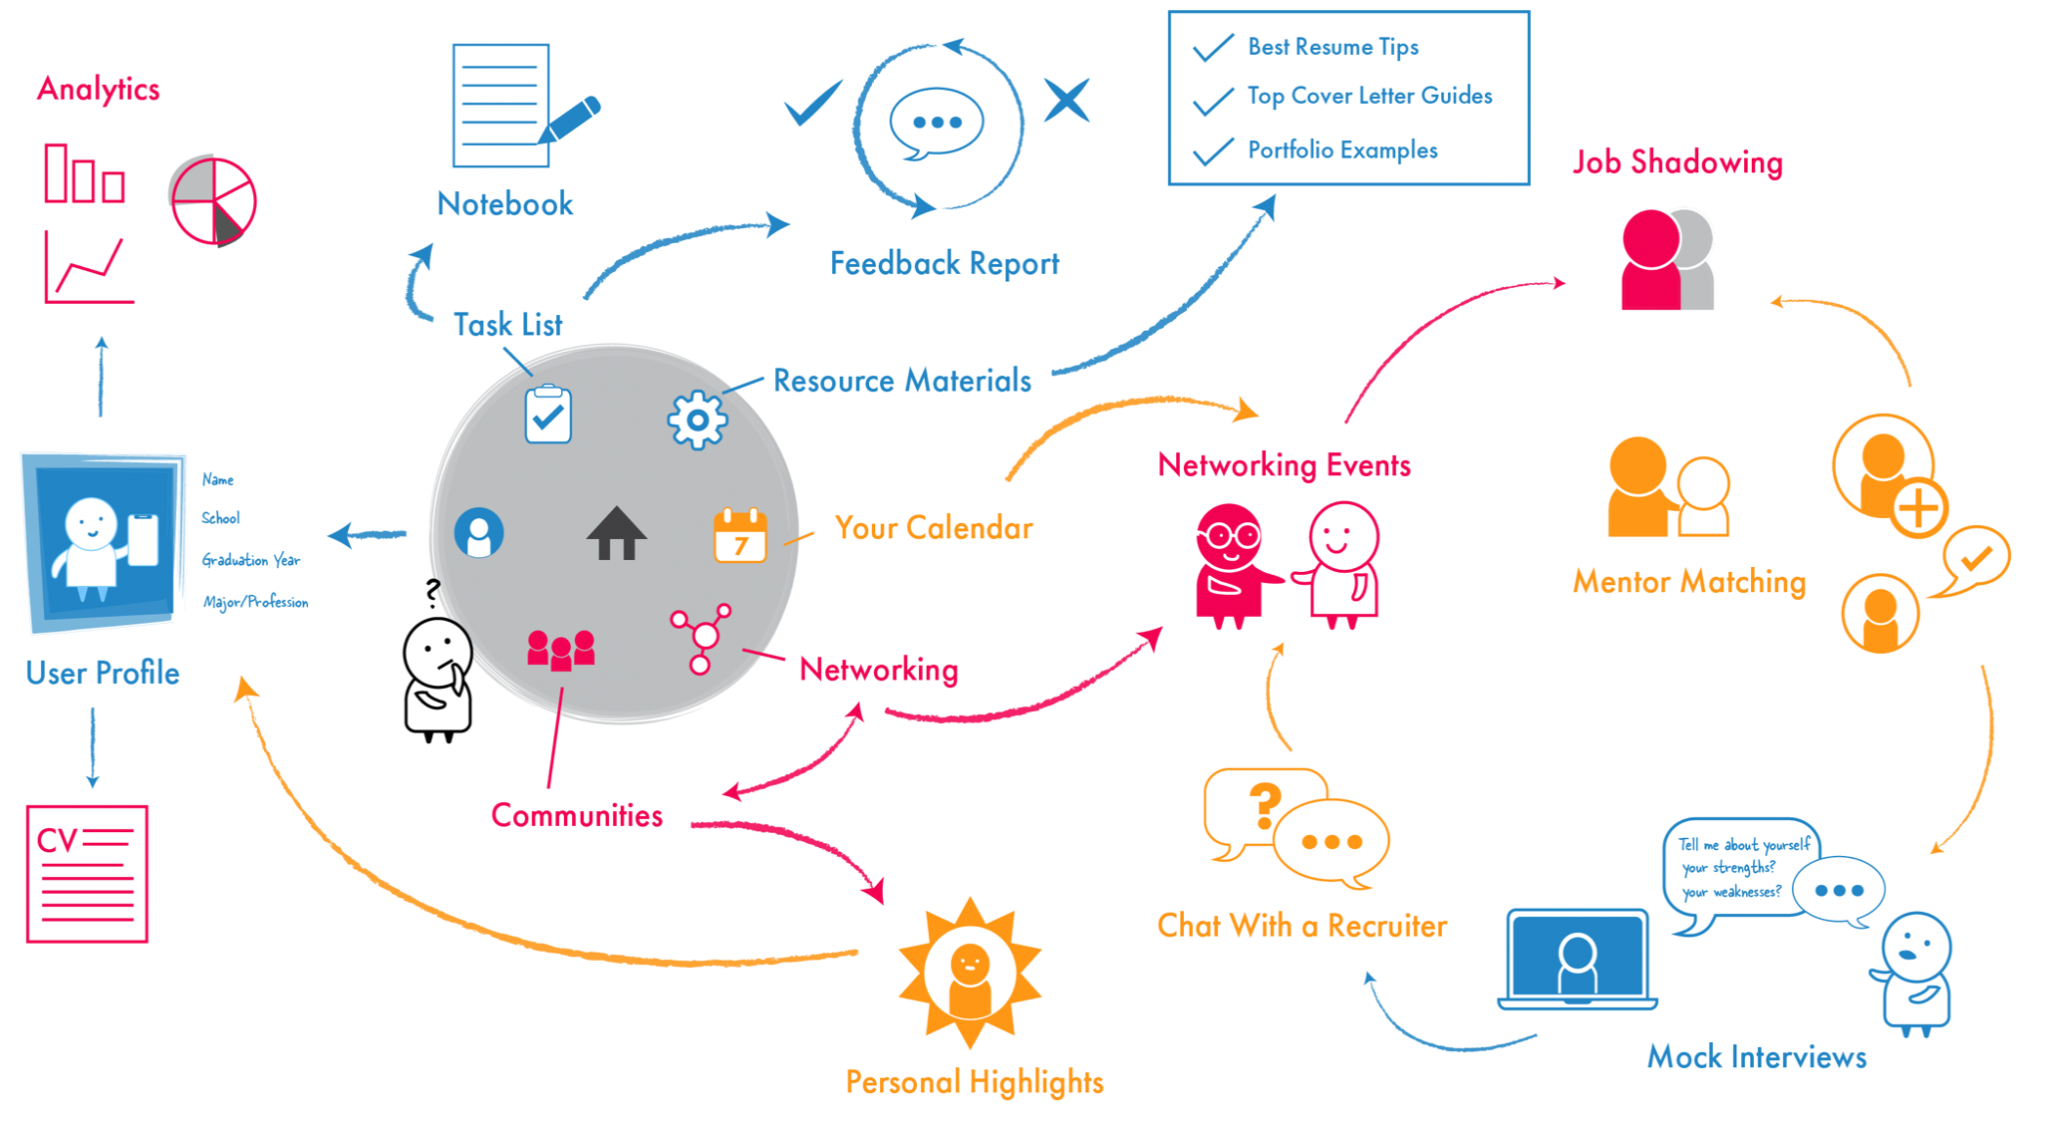 Analytics
Notebook
Feedback Report
Best Resume Tips
Top Cover Letter Guides
Portfolio Examples
Job Shadowing
Task List
Resource Materials
Your Calendar
7
Networking Events
Mentor Matching
Name
School
Graduation Year
Major/Profession
User Profile
?
Networking
Communities
CV
?
Chat With a Recruiter
Tell me about yourself
your strengths?
your weaknesses?
Mock Interviews
Personal Highlights